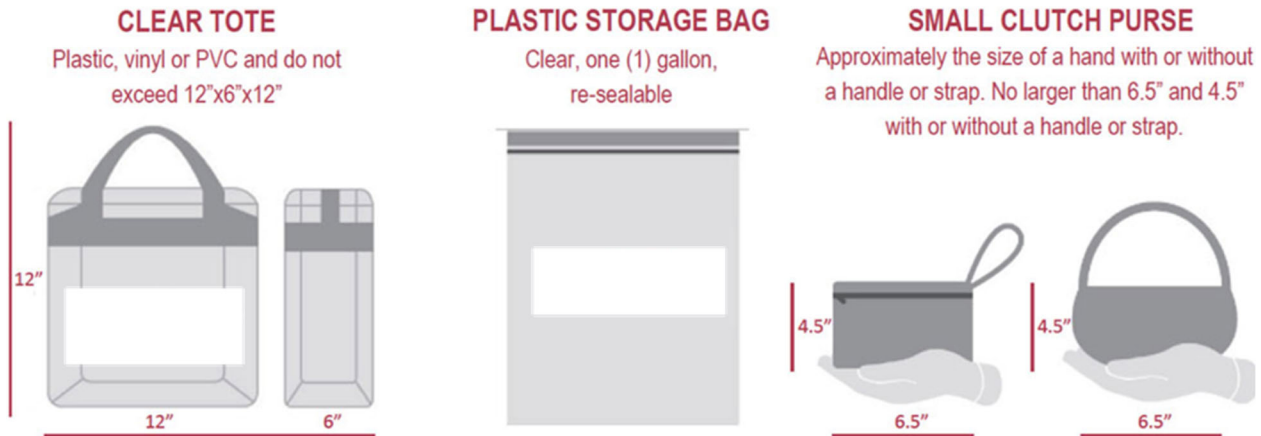 CLEAR TOTE
Plastic, vinyl or PVC and do not
exceed 12”x6”x12”
12”
12”
6”
PLASTIC STORAGE BAG
Clear, one (1) gallon,
re-sealable
SMALL CLUTCH PURSE
Approximately the size of a hand with or without
a handle or strap. No larger than 6.5” and 4.5”
with or without a handle or strap.
4.5”
6.5”
4.5”
6.5”